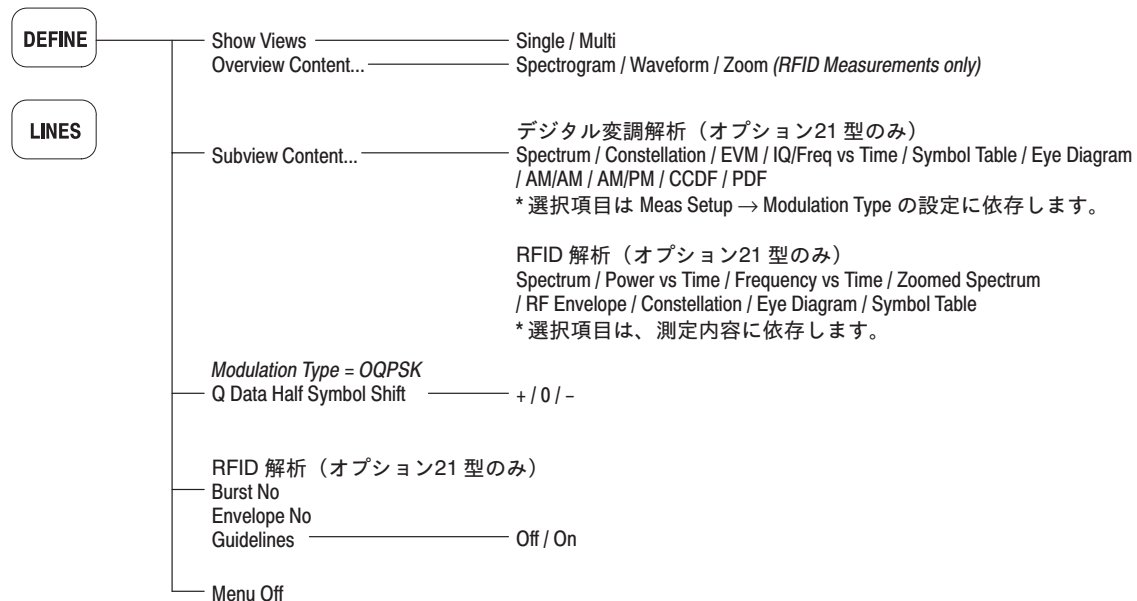 DEFINE
Show Views Single / Multi
Overview Content... Spectrogram / Waveform / Zoom (RFID Measurements only)
LINES
デジタル変調解析（オプション21 型のみ）
Subview Content... Spectrum / Constellation / EVM / IQ/Freq vs Time / Symbol Table / Eye Diagram
/ AM/AM / AM/PM / CCDF / PDF
* 選択項目は Meas Setup → Modulation Type の設定に依存します。
RFID 解析（オプション21 型のみ）
Spectrum / Power vs Time / Frequency vs Time / Zoomed Spectrum
/ RF Envelope / Constellation / Eye Diagram / Symbol Table
* 選択項目は、測定内容に依存します。
Modulation Type = OQPSK
Q Data Half Symbol Shift + / 0 / −
RFID 解析（オプション21 型のみ）
Burst No
Envelope No
Guidelines Off / On
Menu Off